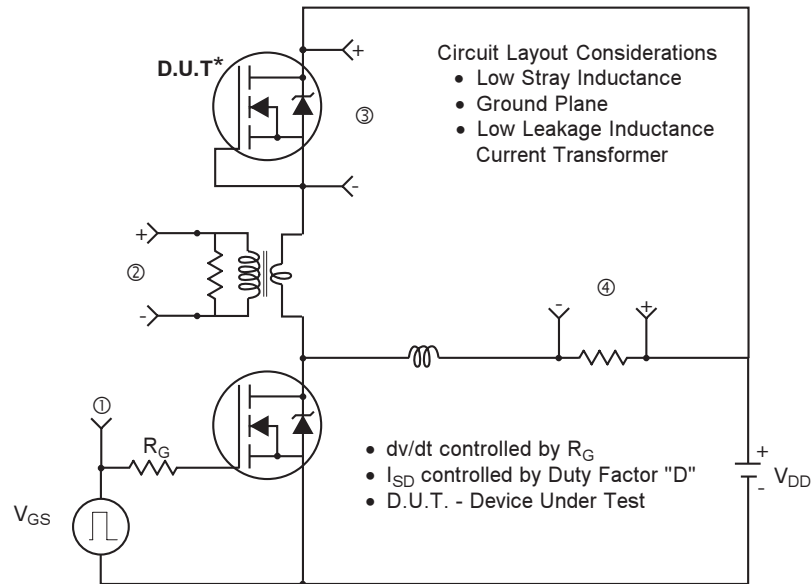 D.U.T*
+
Circuit Layout Considerations
• Low Stray Inductance
• Ground Plane
• Low Leakage Inductance
Current Transformer
③
-
+
②
-
④
-
+
①
R_G
V_GS
• dv/dt controlled by R_G
• I_SD controlled by Duty Factor "D"
• D.U.T. - Device Under Test
+
-
V_DD